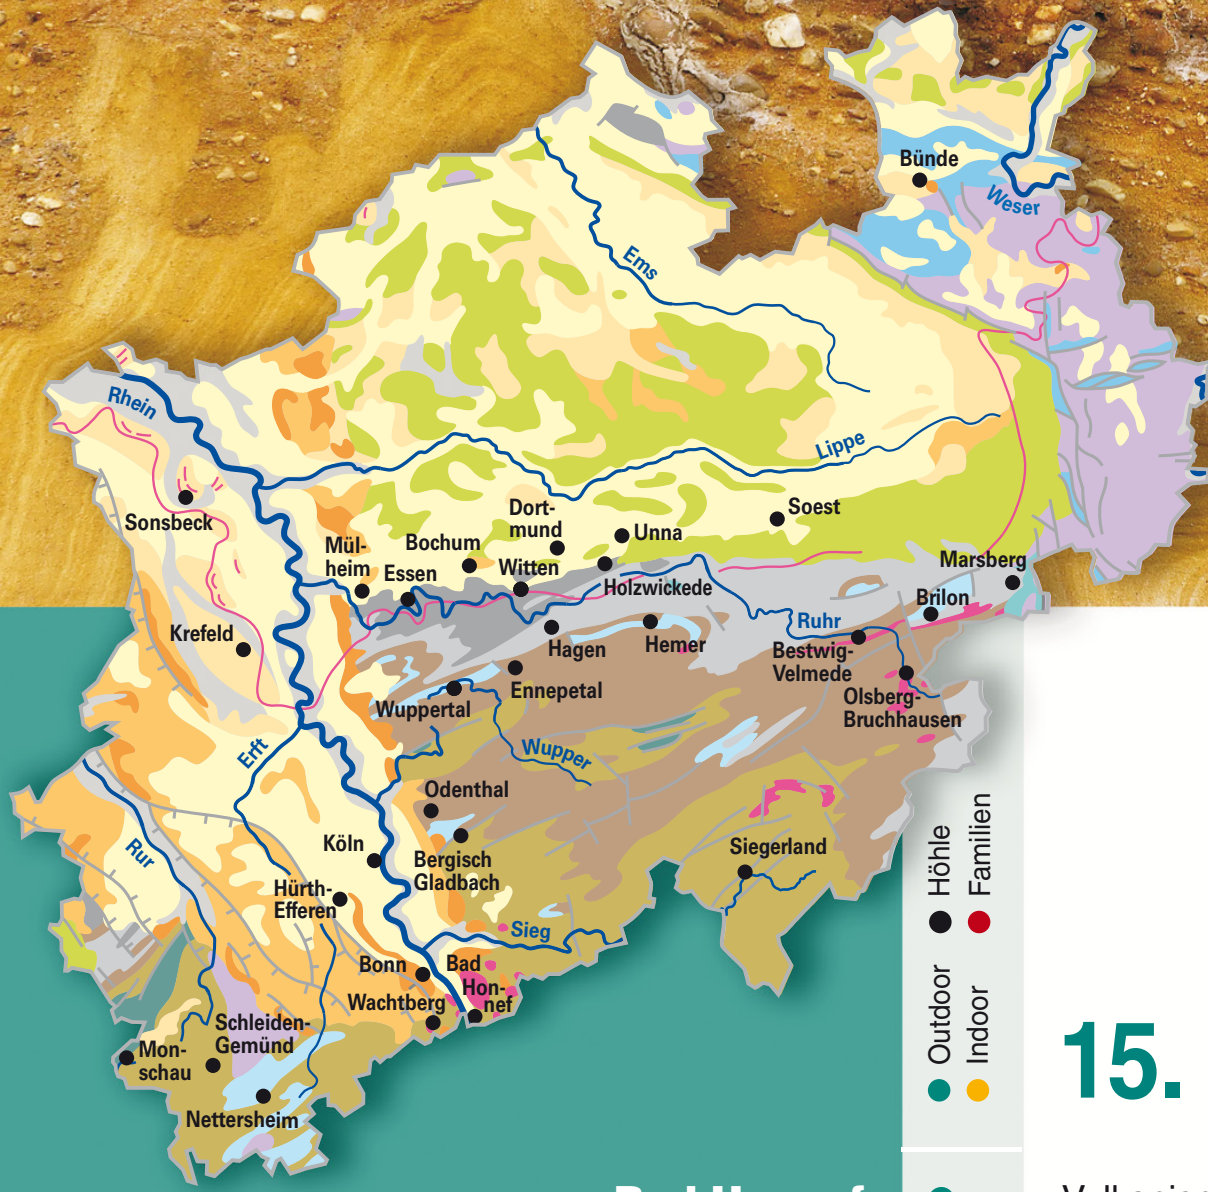 Bünde
Weser
Ems
Rhein
Lippe
Sonsbeck
Dort-
mund
Unna
Soest
Mül-
heim
Bochum
Essen
Witten
Holzwickede
Marsberg
Brilon
Krefeld
Hagen
Hemer
Ruhr
Bestwig-
Velmede
Ennepetal
Olsberg-
Bruchhausen
Wuppertal
Wupper
Erft
Odenthal
Rur
Köln
Bergisch
Gladbach
Siegerland
Hürth-
Efferen
Sieg
Bonn
Bad
Hon-
nef
Wachtberg
Schleiden-
Gemünd
Mon-
schau
Nettersheim
Höhle
Familien
Outdoor
Indoor
15.